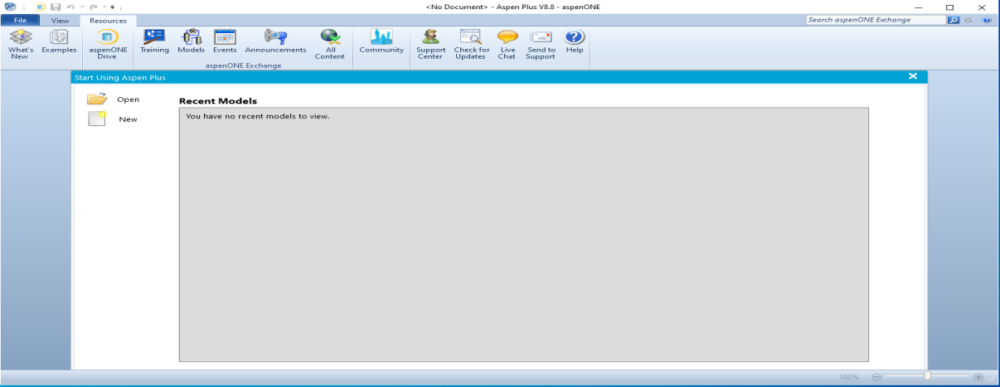 <No Document> - Aspen Plus V8.8 - aspenONE
File View Resources Search aspenONE Exchange
What's New
Examples
aspenONE Drive
Training
Models
Events
Announcements
All Content
Community
Support Center
Check for Updates
Live Chat
Send to Support
Help
aspenONE Exchange
Start Using Aspen Plus
Open
New
Recent Models
You have no recent models to view.
100%